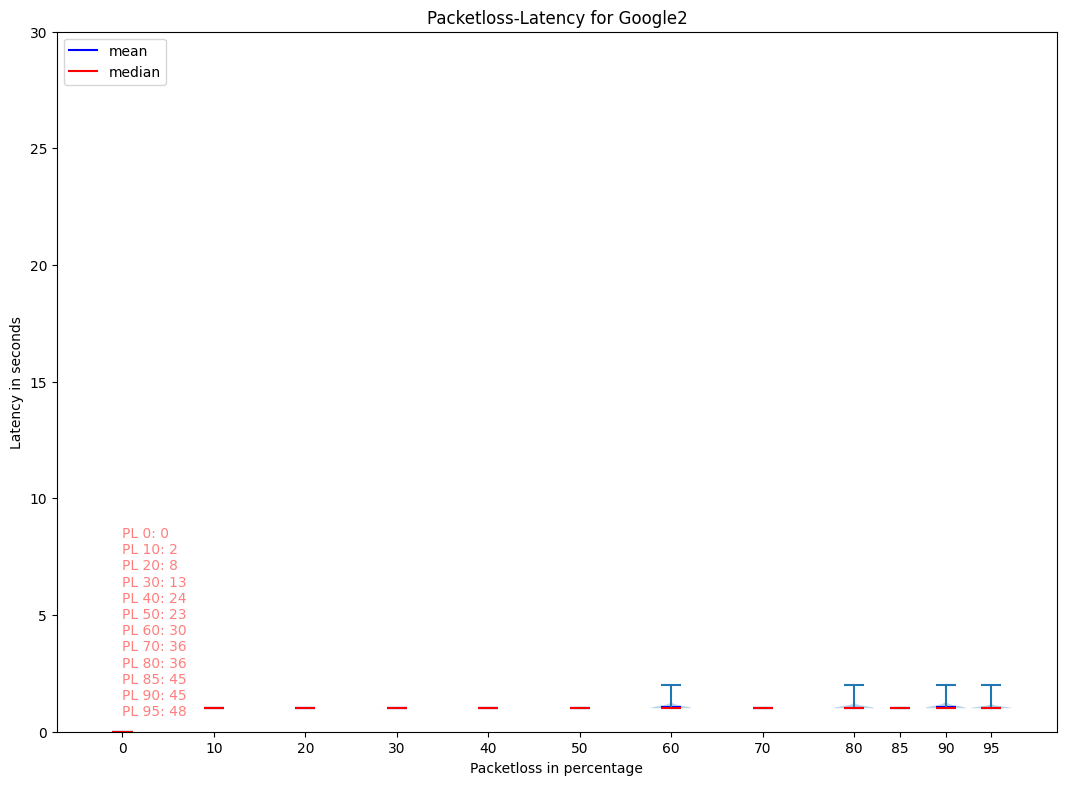 Packetloss-Latency for Google2
mean
median
30
25
20
15
10
5
0
Latency in seconds
PL 0: 0
PL 10: 2
PL 20: 8
PL 30: 13
PL 40: 24
PL 50: 23
PL 60: 30
PL 70: 36
PL 80: 36
PL 85: 45
PL 90: 45
PL 95: 48
0 10 20 30 40 50 60 70 80 85 90 95
Packetloss in percentage